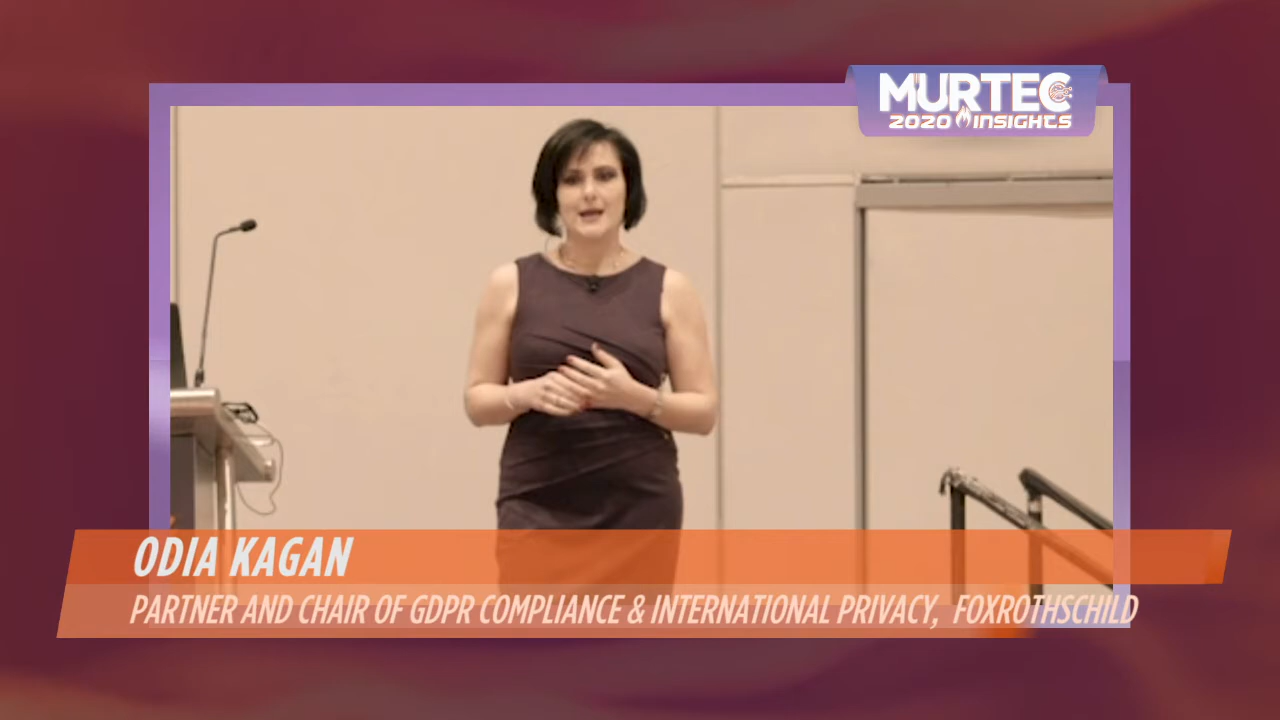 MURTEC
2020 INSIGHTS
ODIA KAGAN
PARTNER AND CHAIR OF GDPR COMPLIANCE & INTERNATIONAL PRIVACY, FOXROTHSCHILD